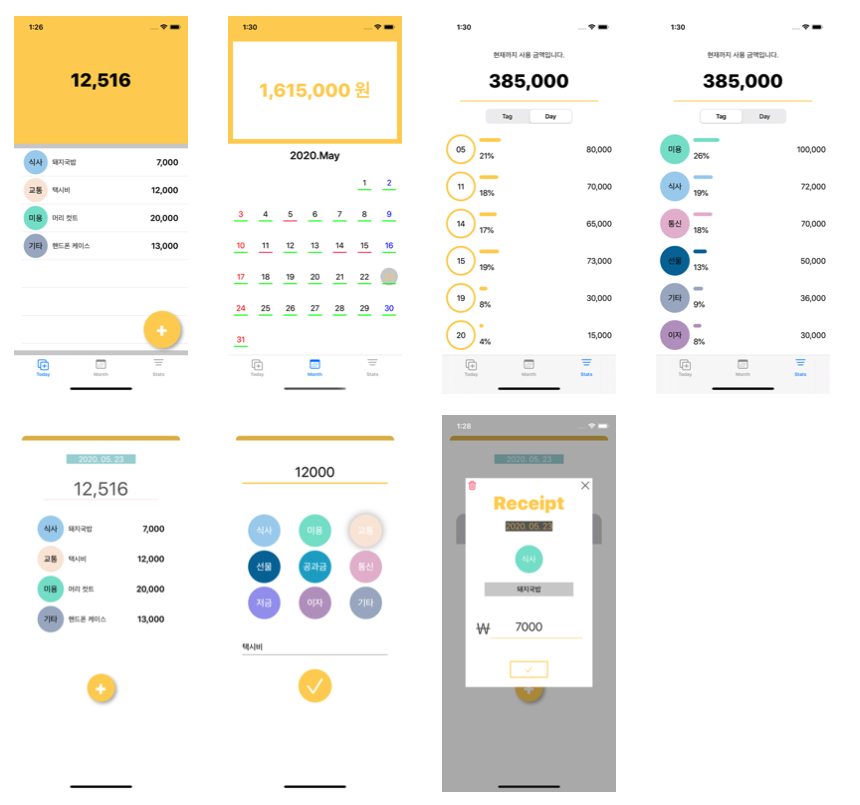 1:26
12,516
식사 돼지국밥 7,000
교통 택시비 12,000
미용 머리 컷트 20,000
기타 핸드폰 케이스 13,000
+
Today Month Stats
1:30
1,615,000 원
2020.May
1 2
3 4 5 6 7 8 9
10 11 12 13 14 15 16
17 18 19 20 21 22
24 25 26 27 28 29 30
31
Today Month Stats
1:30
현재까지 사용 금액입니다.
385,000
Tag Day
05 21% 80,000
11 18% 70,000
14 17% 65,000
15 19% 73,000
19 8% 30,000
20 4% 15,000
Today Month Stats
1:30
현재까지 사용 금액입니다.
385,000
Tag Day
미용 26% 100,000
식사 19% 72,000
통신 18% 70,000
선물 13% 50,000
기타 9% 36,000
이자 8% 30,000
Today Month Stats
2020. 05. 23
12,516
식사 돼지국밥 7,000
교통 택시비 12,000
미용 머리 컷트 20,000
기타 핸드폰 케이스 13,000
+
12000
식사 미용 교통
선물 공과금 통신
저금 이자 기타
택시비
1:28
2020. 05. 23
Receipt
2020. 05. 23
식사
돼지국밥
₩ 7000